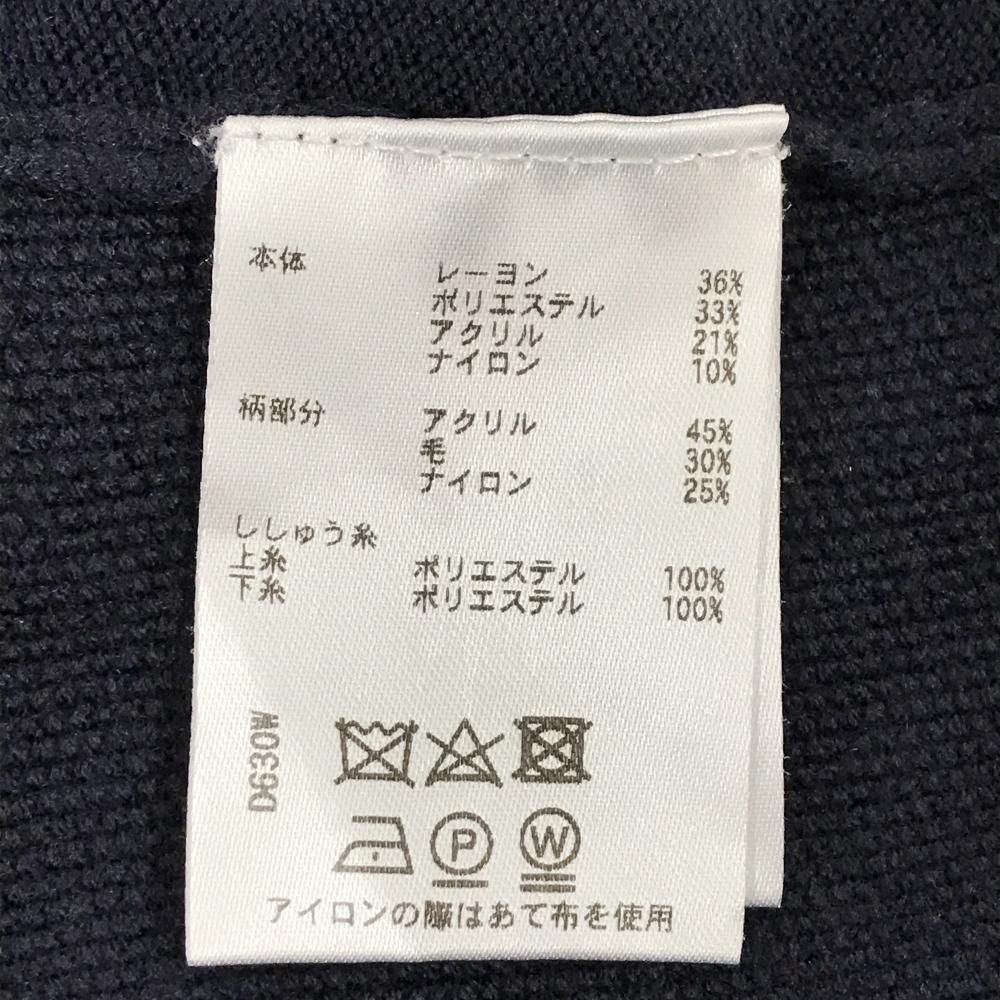 本体 レーヨン 36%
ポリエステル 33%
アクリル 21%
ナイロン 10%
柄部分 アクリル 45%
毛 30%
ナイロン 25%
ししゅう糸
上糸 ポリエステル 100%
下糸 ポリエステル 100%
D630W
P W
アイロンの際はあて布を使用